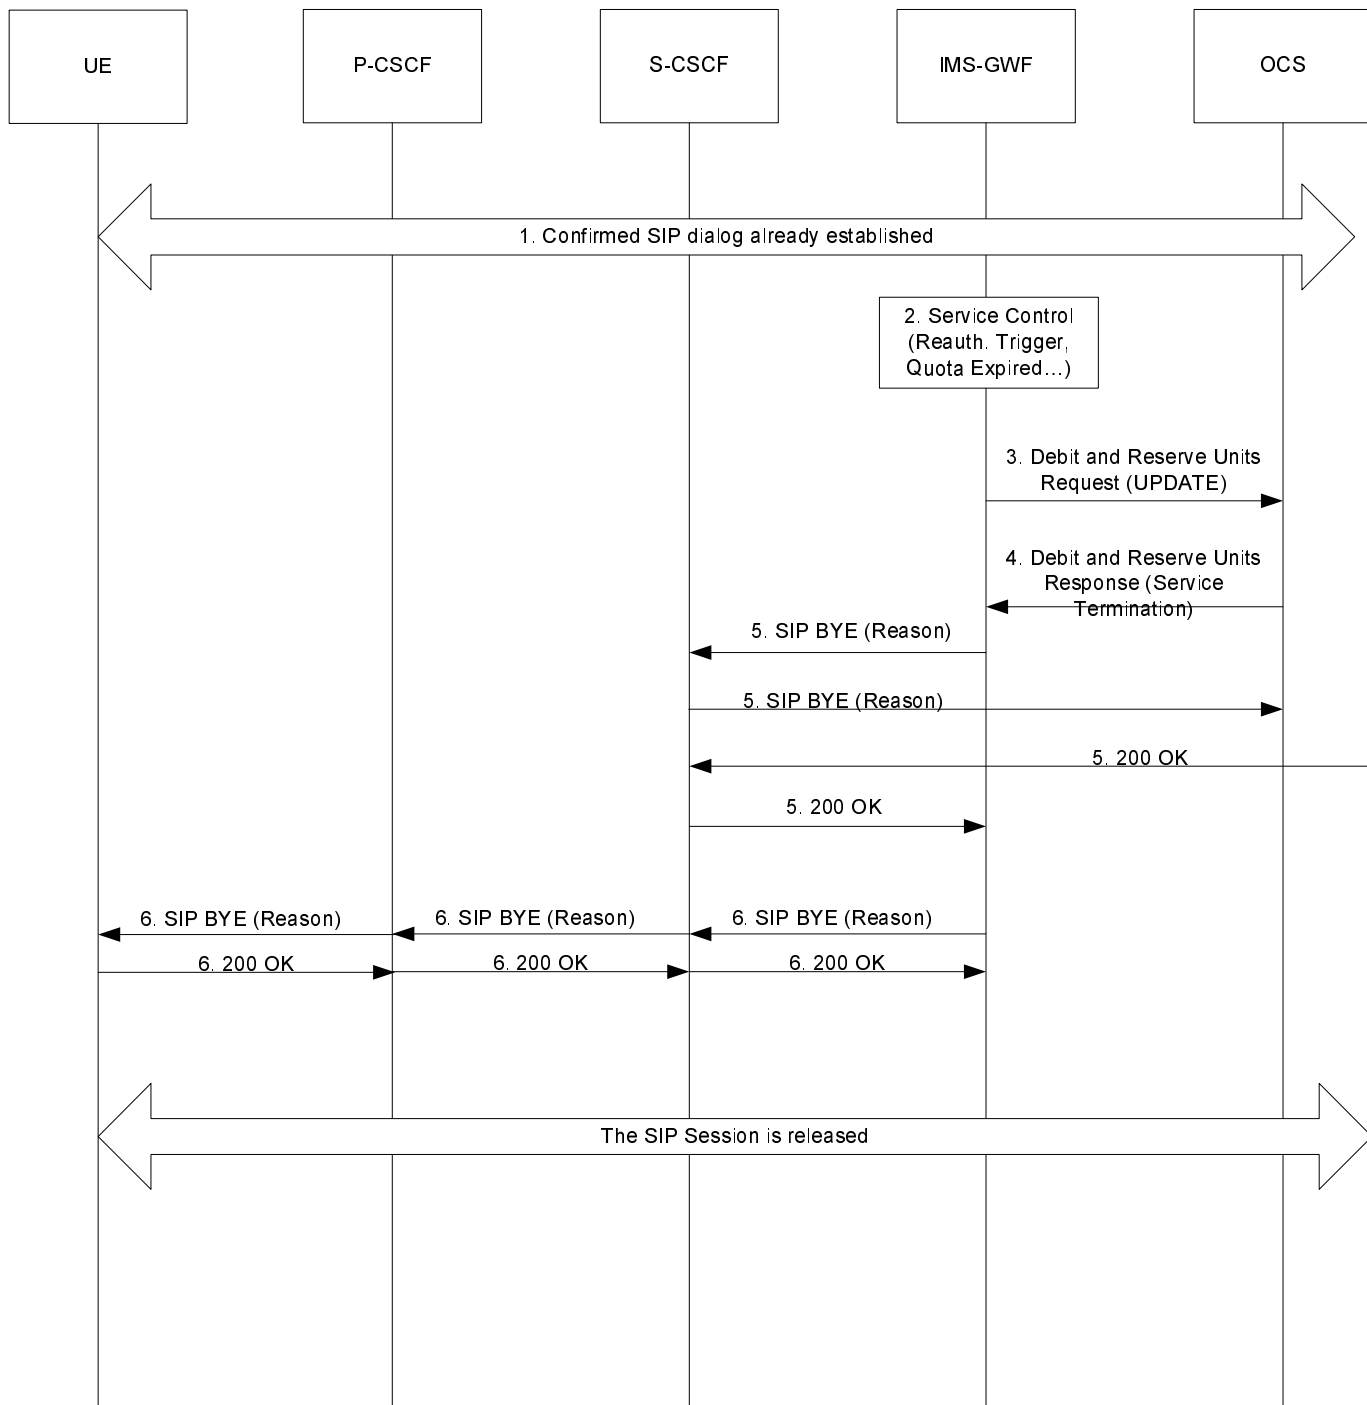 UE
P-CSCF
S-CSCF
IMS-GWF
OCS
1. Confirmed SIP dialog already established
2. Service Control
(Reauth. Trigger,
Quota Expired...)
3. Debit and Reserve Units
Request (UPDATE)
4. Debit and Reserve Units
Response (Service
Termination)
5. SIP BYE (Reason)
5. SIP BYE (Reason)
5. 200 OK
5. 200 OK
6. SIP BYE (Reason)
6. SIP BYE (Reason)
6. SIP BYE (Reason)
6. 200 OK
6. 200 OK
6. 200 OK
The SIP Session is released